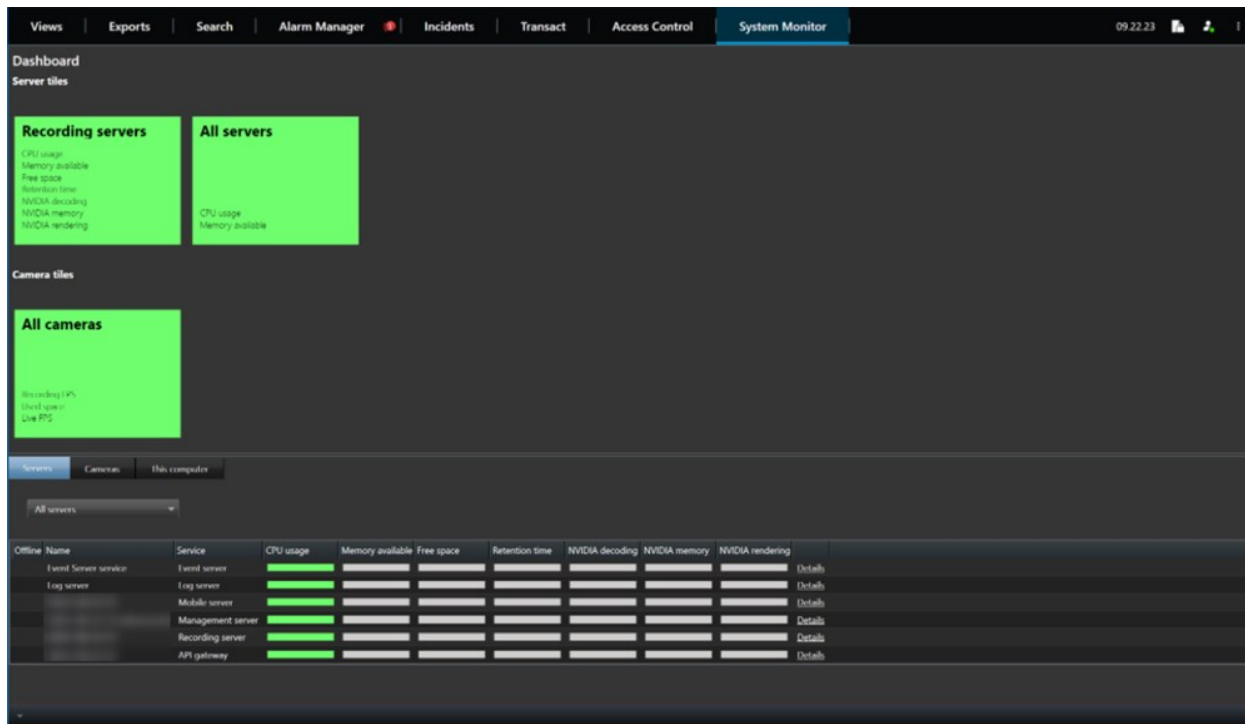 Views Exports Search Alarm Manager Incidents Transact Access Control System Monitor 09.22.23
Dashboard
Server tiles
Recording servers
CPU usage
Memory available
Free space
Retention time
NVIDIA decoding
NVIDIA memory
NVIDIA rendering
All servers
CPU usage
Memory available
Camera tiles
All cameras
Recording FPS
Used space
Live FPS
Servers Cameras This computer
All servers
Offline Name Service CPU usage Memory available Free space Retention time NVIDIA decoding NVIDIA memory NVIDIA rendering
Event Server service Event server Details
Log server Log server Details
Mobile server Details
Management server Details
Recording server Details
API gateway Details